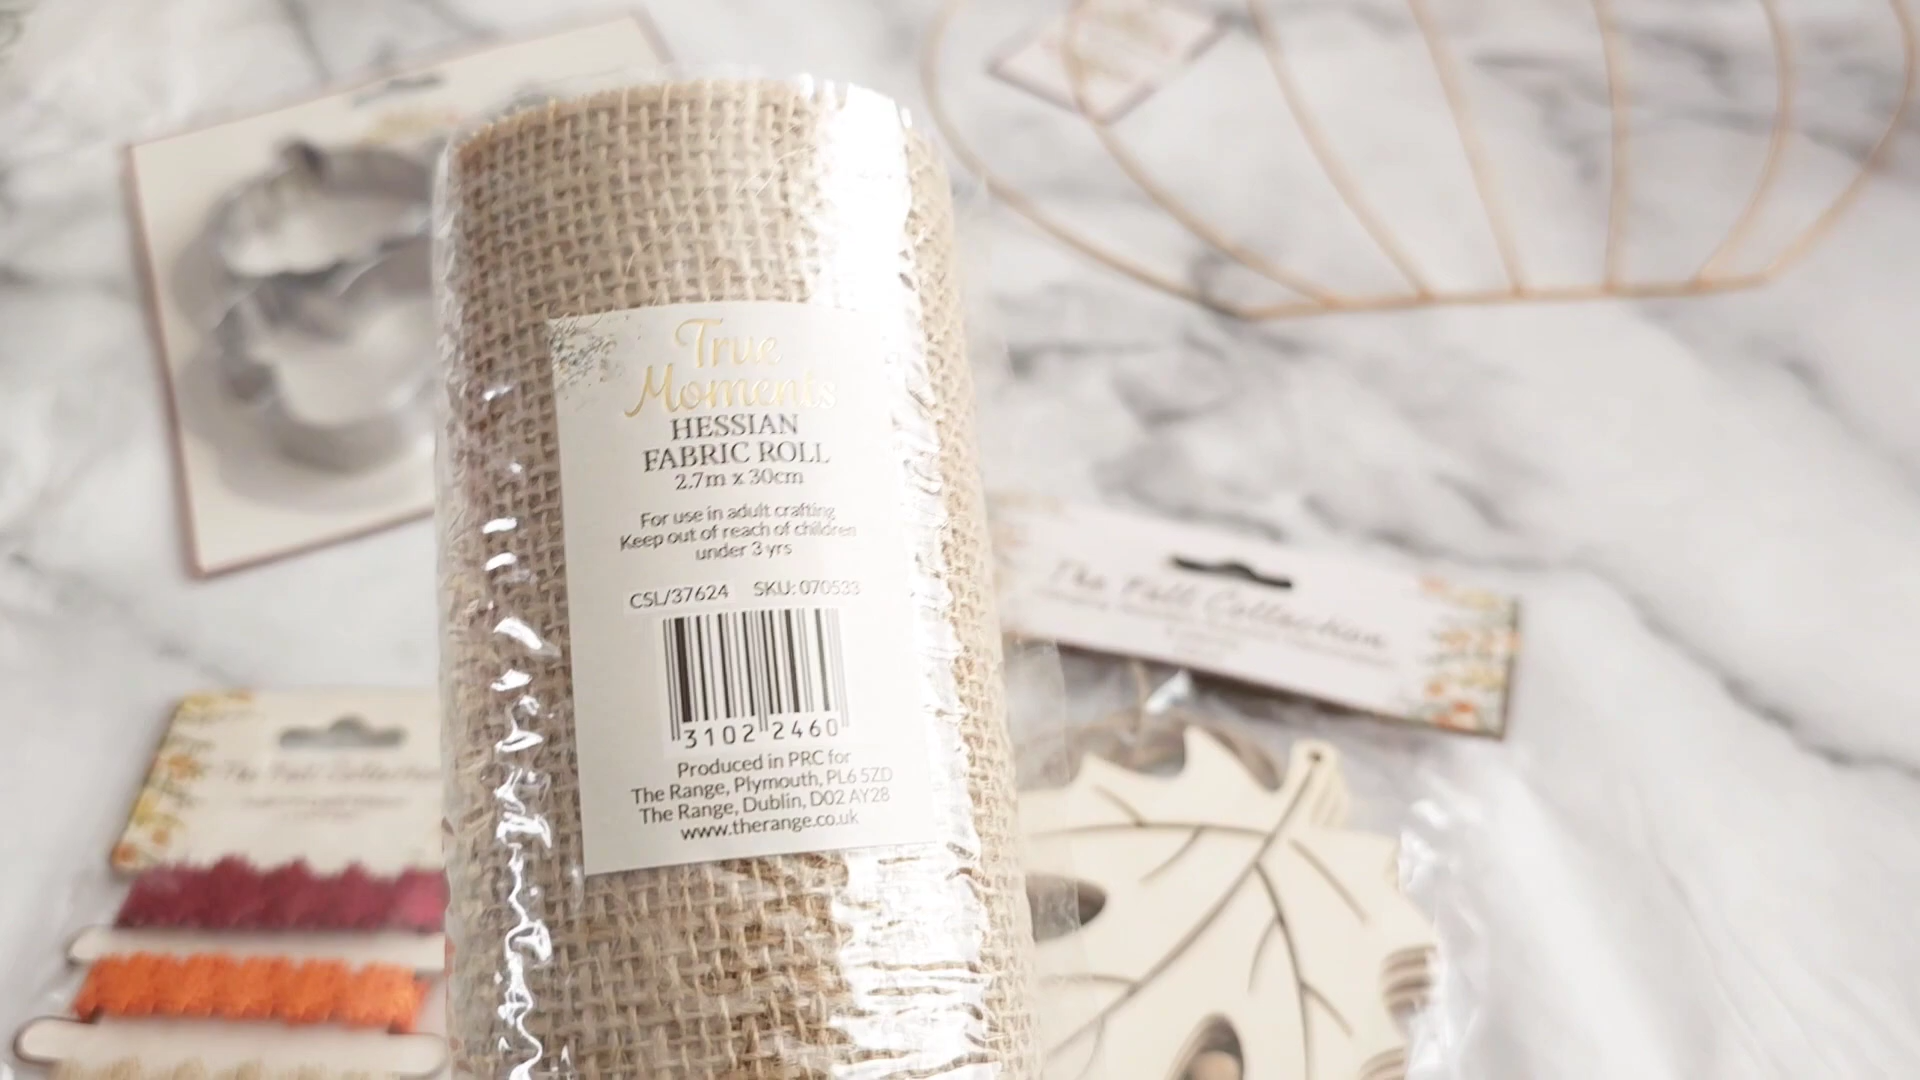 True
Moments
HESSIAN
FABRIC ROLL
2.7m x 30cm
For use in adult crafting
Keep out of reach of children
under 3 yrs
CSL/37624 SKU: 070533
3102 2460
Produced in PRC for
The Range, Plymouth, PL6 5ZD
The Range, Dublin, D02 AY28
www.therange.co.uk
The Fall Collection
The Fall Collection